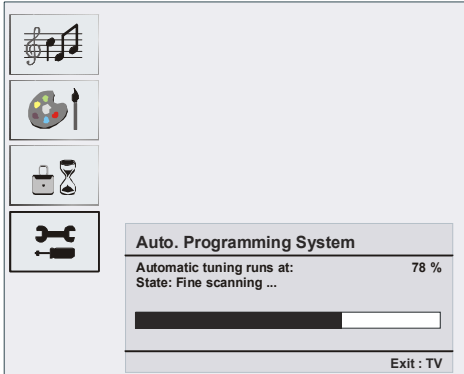 Auto. Programming System
Automatic tuning runs at: 78 %
State: Fine scanning ...
Exit : TV